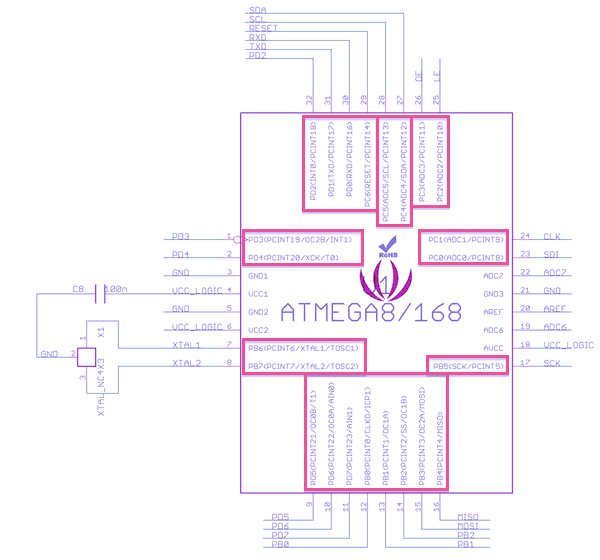 SDA
SCL
RESET
RXD
TXD
PD2
DE
LE
32
31
30
29
28
27
26
25
PD2(INT0/PCINT18)
PD1(TXD/PCINT17)
PD0(RXD/PCINT16)
PC6(RESET/PCINT14)
PC5(ADC5/SCL/PCINT13)
PC4(ADC4/SDA/PCINT12)
PC3(ADC3/PCINT11)
PC2(ADC2/PCINT10)
PD3 1 PD3(PCINT19/OC2B/INT1) PC1(ADC1/PCINT9) 24 CLK
PD4 2 PD4(PCINT20/XCK/T0) PC0(ADC0/PCINT8) 23 SDI
RoHS
GND 3 GND1 ADC7 22 ADC7
C8 100n VCC_LOGIC 4 VCC1 GND3 21 GND
GND 5 GND2 AREF 20 AREF
ATMEGA8/168
VCC_LOGIC 6 VCC2 ADC6 19 ADC6
XTAL1 7 PB6(PCINT6/XTAL1/TOSC1) AVCC 18 VCC_LOGIC
XTAL2 8 PB7(PCINT7/XTAL2/TOSC2) PB5(SCK/PCINT5) 17 SCK
X1
1
GND 2
3
XTAL_NC4X3
PD5(PCINT21/OC0B/T1)
PD6(PCINT22/OC0A/AIN0)
PD7(PCINT23/AIN1)
PB0(PCINT0/CLKO/ICP1)
PB1(PCINT1/OC1A)
PB2(PCINT2/SS/OC1B)
PB3(PCINT3/OC2A/MOSI)
PB4(PCINT4/MISO)
9
10
11
12
13
14
15
16
PD5 MISO
PD6 MOSI
PD7 PB2
PB0 PB1